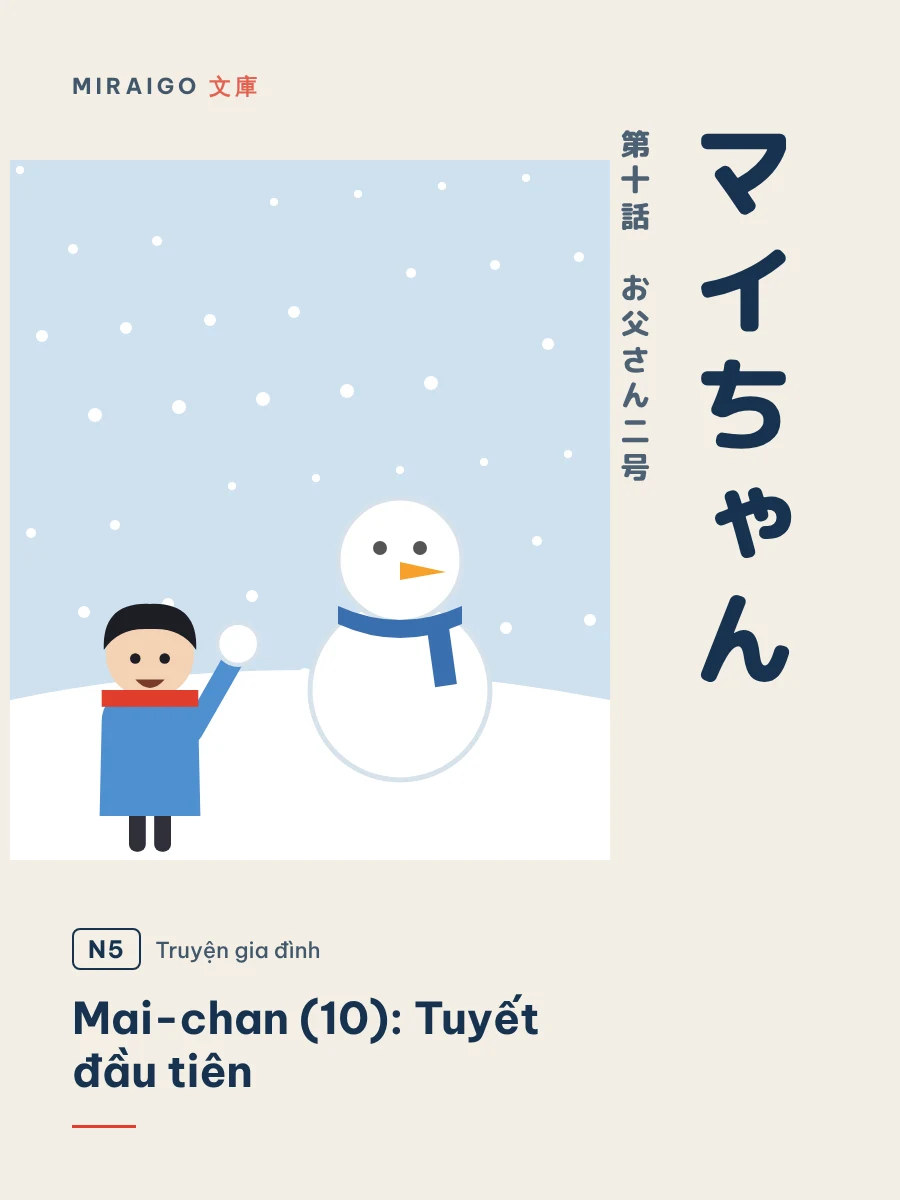 MIRAIGO 文庫
マイちゃん
第十話 お父さん二号
N5 Truyện gia đình
Mai-chan (10): Tuyết
đầu tiên